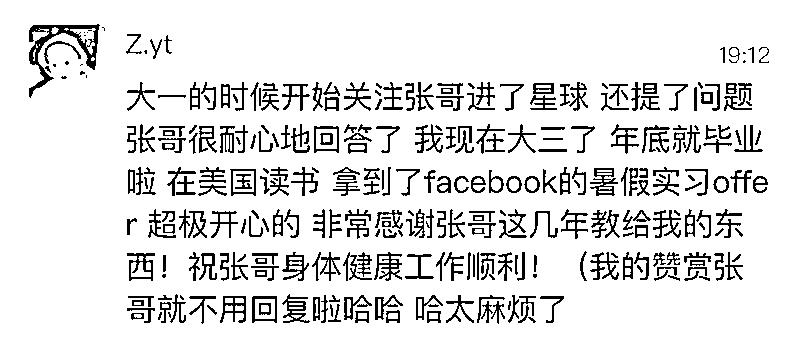 Z.yt
19:12
大一的时候开始关注张哥进了星球 还提了问题
张哥很耐心地回答了 我现在大三了 年底就毕业
啦 在美国读书 拿到了facebook的暑假实习offe
r 超极开心的 非常感谢张哥这几年教给我的东
西！祝张哥身体健康工作顺利！（我的赞赏张
哥就不用回复啦哈哈 哈太麻烦了